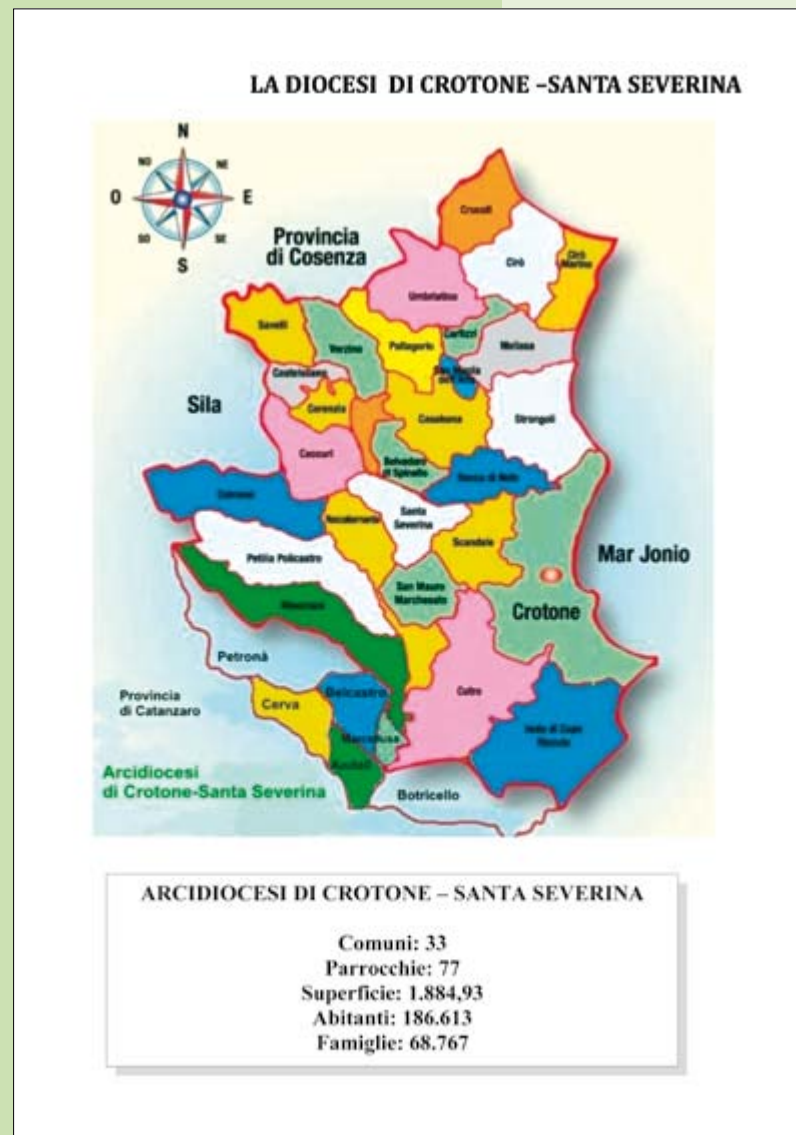 LA DIOCESI DI CROTONE –SANTA SEVERINA
N
NO
NE
O
E
SO
SE
S
Provincia
di Cosenza
Crucoli
Cirò
Cirò
Marina
Umbriatico
Savelli
Verzino
Pallagorio
Carfizzi
Melissa
Castelsilano
Sila
Cerenzia
Casabona
Strongoli
Caccuri
Belvedere
di Spinello
Rocca di Neto
Cotronei
Roccabernarda
Santa
Severina
Scandale
Mar Jonio
Petilia Policastro
San Mauro
Marchesato
Crotone
Mesoraca
Petronà
Cutro
Provincia
di Catanzaro
Cerva
Belcastro
Isola di Capo
Rizzuto
Marcedusa
Andali
Arcidiocesi
di Crotone-Santa Severina
Botricello
ARCIDIOCESI DI CROTONE – SANTA SEVERINA
Comuni: 33
Parrocchie: 77
Superficie: 1.884,93
Abitanti: 186.613
Famiglie: 68.767